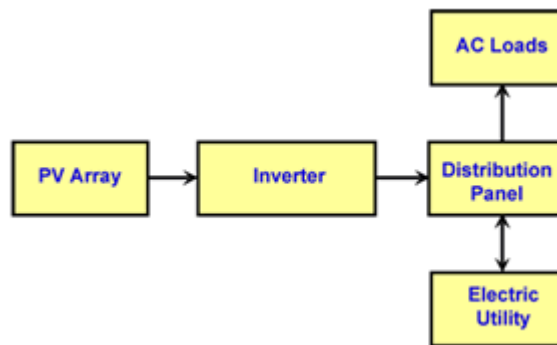 AC Loads
PV Array
Inverter
Distribution
Panel
Electric
Utility